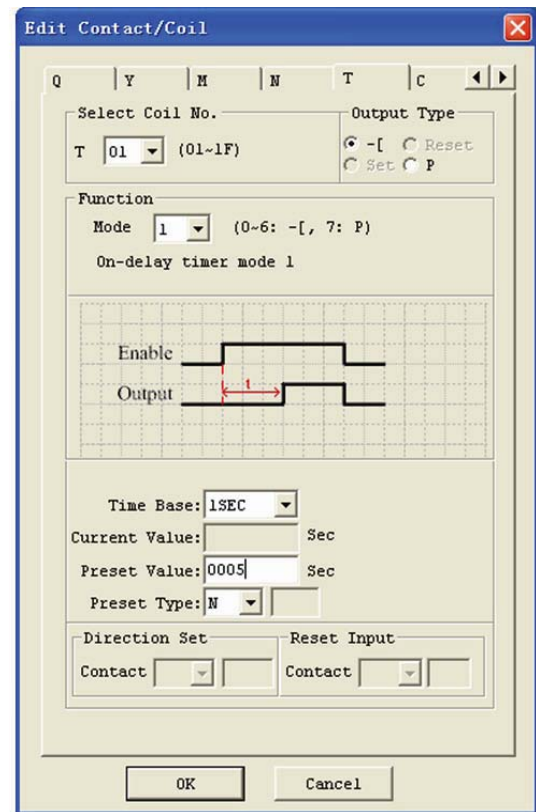 Edit Contact/Coil
Q Y M N T C
Select Coil No. Output Type
T 01 (01~1F) -[ Reset
Set P
Function
Mode 1 (0~6: -[, 7: P)
On-delay timer mode 1
Enable
t
Output
Time Base: 1SEC
Current Value: Sec
Preset Value: 0005 Sec
Preset Type: N
Direction Set Reset Input
Contact Contact
OK Cancel